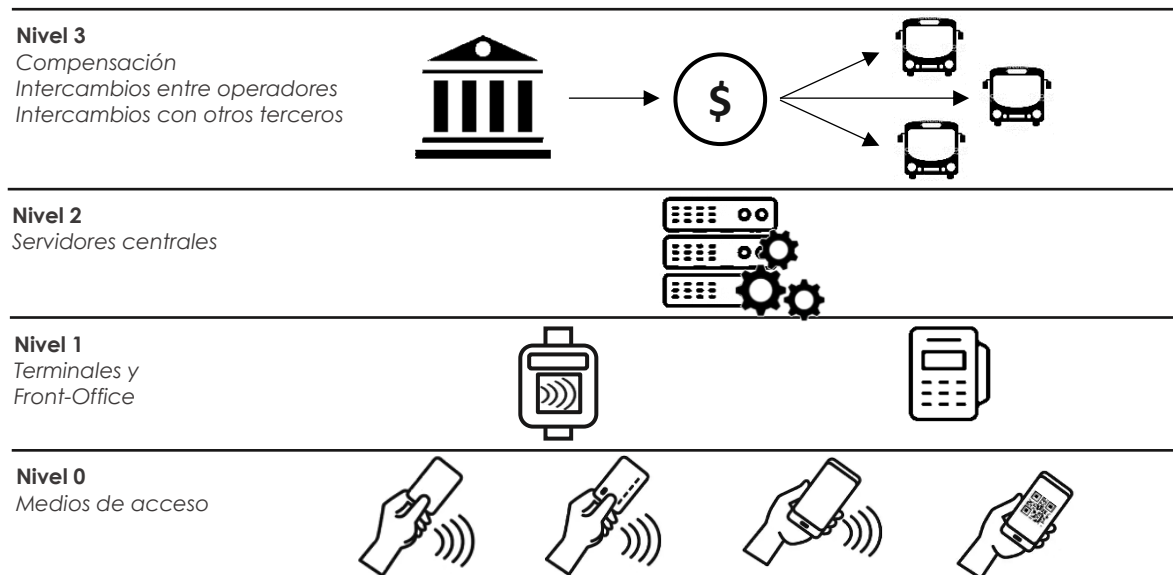 Nivel 3
Compensación
Intercambios entre operadores
Intercambios con otros terceros
$
Nivel 2
Servidores centrales
Nivel 1
Terminales y
Front-Office
Nivel 0
Medios de acceso